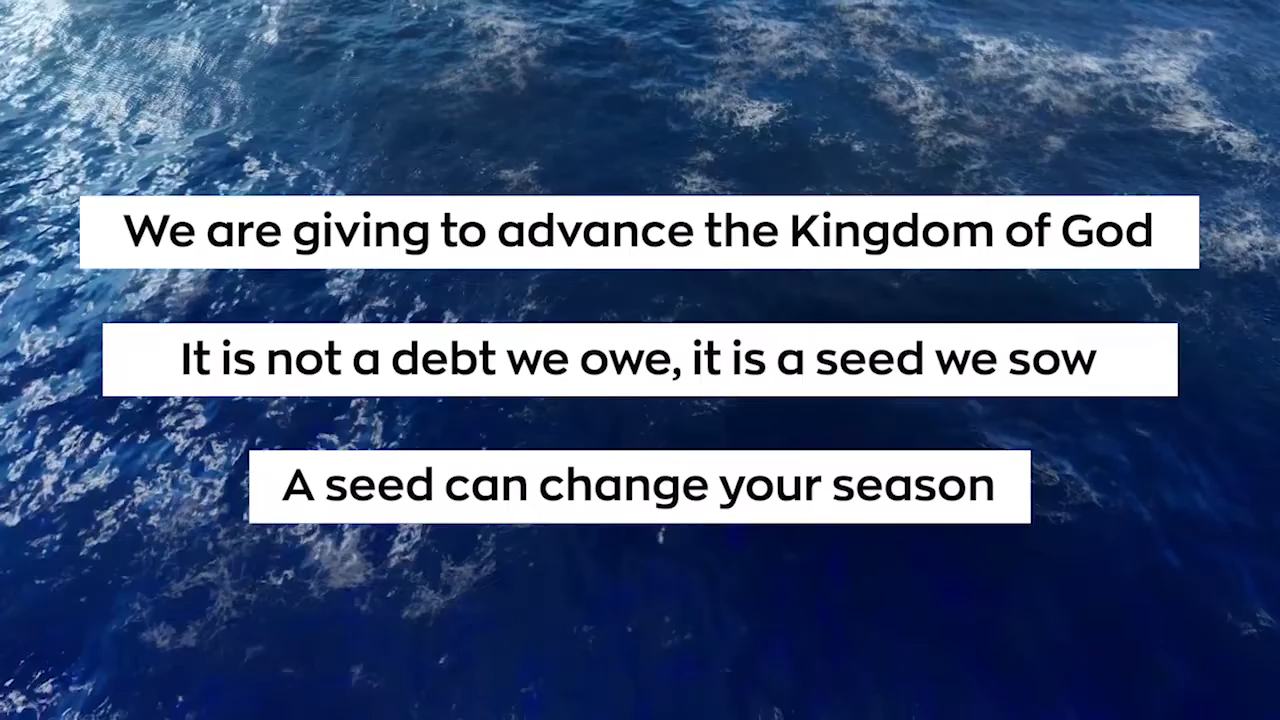 We are giving to advance the Kingdom of God
It is not a debt we owe, it is a seed we sow
A seed can change your season